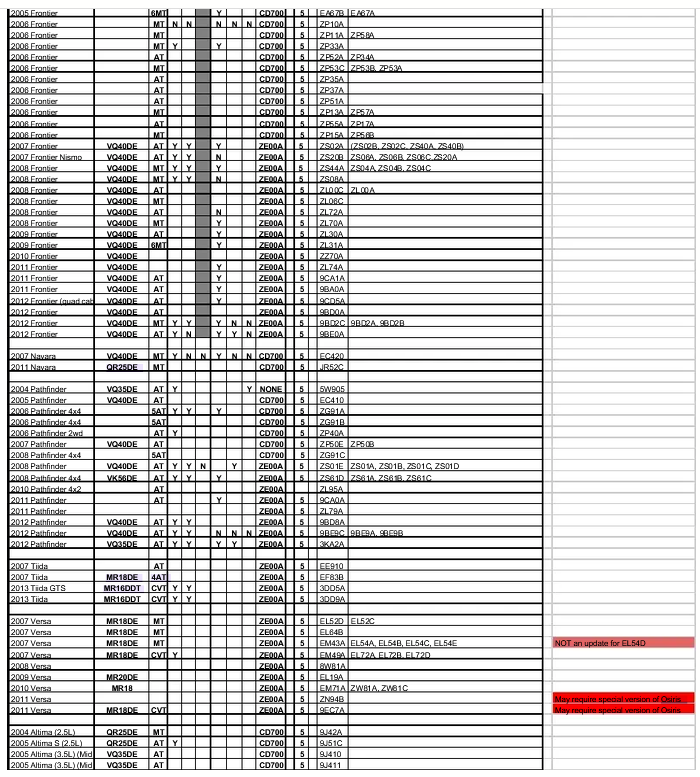 2005 Frontier 6MT Y CD700 5 EA67B EA67A
2006 Frontier MT N N N N N CD700 5 ZP10A
2006 Frontier MT Y CD700 5 ZP11A ZP58A
2006 Frontier MT Y Y CD700 5 ZP33A
2006 Frontier AT CD700 5 ZP52A ZP34A
2006 Frontier MT CD700 5 ZP53C ZP53B, ZP53A
2006 Frontier AT CD700 5 ZP35A
2006 Frontier AT CD700 5 ZP37A
2006 Frontier AT CD700 5 ZP51A
2006 Frontier MT CD700 5 ZP13A ZP57A
2006 Frontier AT CD700 5 ZP55A ZP17A
2006 Frontier MT CD700 5 ZP15A ZP56B
2007 Frontier VQ40DE AT Y Y Y ZE00A 5 ZS02A (ZS02B, ZS02C, ZS40A, ZS40B)
2007 Frontier Nismo VQ40DE AT Y Y N ZE00A 5 ZS20B ZS06A, ZS06B, ZS06C,ZS20A
2008 Frontier VQ40DE MT Y Y Y ZE00A 5 ZS44A ZS04A, ZS04B, ZS04C
2008 Frontier VQ40DE MT Y Y N ZE00A 5 ZS08A
2008 Frontier VQ40DE AT ZE00A 5 ZL00C ZL00A
2008 Frontier VQ40DE MT ZE00A 5 ZL06C
2008 Frontier VQ40DE AT N ZE00A 5 ZL72A
2008 Frontier VQ40DE MT Y ZE00A 5 ZL70A
2009 Frontier VQ40DE AT Y ZE00A 5 ZL30A
2009 Frontier VQ40DE 6MT Y ZE00A 5 ZL31A
2010 Frontier VQ40DE ZE00A 5 ZZ70A
2011 Frontier VQ40DE Y ZE00A 5 ZL74A
2011 Frontier VQ40DE AT Y ZE00A 5 9CA1A
2011 Frontier VQ40DE AT Y ZE00A 5 9BA0A
2012 Frontier (quad cab VQ40DE AT Y ZE00A 5 9CD5A
2012 Frontier VQ40DE AT ZE00A 5 9BD0A
2012 Frontier VQ40DE MT Y Y Y N N ZE00A 5 9BD2C 9BD2A, 9BD2B
2012 Frontier VQ40DE AT Y N Y Y N ZE00A 5 9BE0A
2007 Navara VQ40DE MT Y N N Y N N CD700 5 EC420
2011 Navara QR25DE MT CD700 5 JR52C
2004 Pathfinder VQ35DE AT Y Y NONE 5 5W905
2005 Pathfinder VQ40DE AT CD700 5 EC410
2006 Pathfinder 4x4 5AT Y Y Y CD700 5 ZG91A
2006 Pathfinder 4x4 5AT CD700 5 ZG91B
2006 Pathfinder 2wd AT Y CD700 5 ZP40A
2007 Pathfinder VQ40DE AT CD700 5 ZP50E ZP50B
2008 Pathfinder 4x4 5AT CD700 5 ZG91C
2008 Pathfinder VQ40DE AT Y Y N Y ZE00A 5 ZS01E ZS01A, ZS01B, ZS01C, ZS01D
2008 Pathfinder 4x4 VK56DE AT Y Y Y ZE00A 5 ZS61D ZS61A, ZS61B, ZS61C
2010 Pathfinder 4x2 AT ZE00A 5 ZL95A
2011 Pathfinder AT Y ZE00A 5 9CA0A
2011 Pathfinder ZE00A 5 ZL79A
2012 Pathfinder VQ40DE AT Y Y ZE00A 5 9BD8A
2012 Pathfinder VQ40DE AT Y Y N N N ZE00A 5 9BE9C 9BE9A, 9BE9B
2012 Pathfinder VQ35DE AT Y Y Y Y ZE00A 5 3KA2A
2007 Tiida AT ZE00A 5 EE910
2007 Tiida MR18DE 4AT ZE00A 5 EF83B
2013 Tiida GTS MR16DDT CVT Y Y ZE00A 5 3DD5A
2013 Tiida MR16DDT CVT Y Y ZE00A 5 3DD9A
2007 Versa MR18DE MT ZE00A 5 EL52D EL52C
2007 Versa MR18DE MT ZE00A 5 EL64B
2007 Versa MR18DE MT ZE00A 5 EM43A EL54A, EL54B, EL54C, EL54E NOT an update for EL54D
2007 Versa MR18DE CVT Y ZE00A 5 EM49A EL72A, EL72B, EL72D
2008 Versa ZE00A 5 8W81A
2009 Versa MR20DE ZE00A 5 EL19A
2010 Versa MR18 ZE00A 5 EM71A ZW81A, ZW81C
2011 Versa ZE00A 5 ZN94B May require special version of Osiris
2011 Versa MR18DE CVT ZE00A 5 9EC7A May require special version of Osiris
2004 Altima (2.5L) QR25DE MT CD700 5 9J42A
2005 Altima S (2.5L) QR25DE AT Y CD700 5 9J51C
2005 Altima (3.5L) (Mid VQ35DE AT CD700 5 9J410
2005 Altima (3.5L) (Mid VQ35DE AT CD700 5 9J411